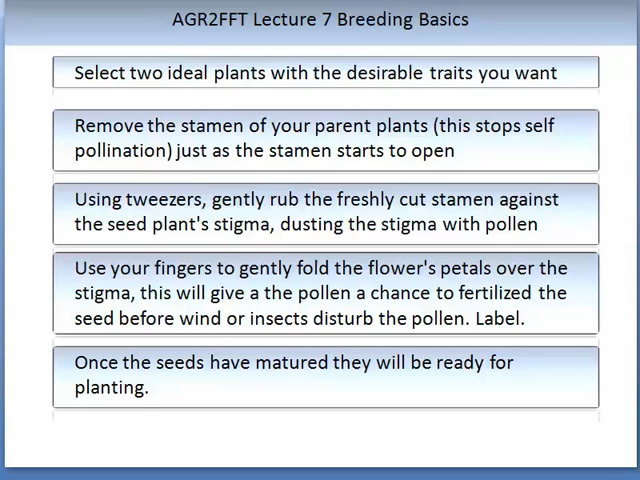 AGR2FFT Lecture 7 Breeding Basics
Select two ideal plants with the desirable traits you want
Remove the stamen of your parent plants (this stops self
pollination) just as the stamen starts to open
Using tweezers, gently rub the freshly cut stamen against
the seed plant's stigma, dusting the stigma with pollen
Use your fingers to gently fold the flower's petals over the
stigma, this will give a the pollen a chance to fertilized the
seed before wind or insects disturb the pollen. Label.
Once the seeds have matured they will be ready for
planting.